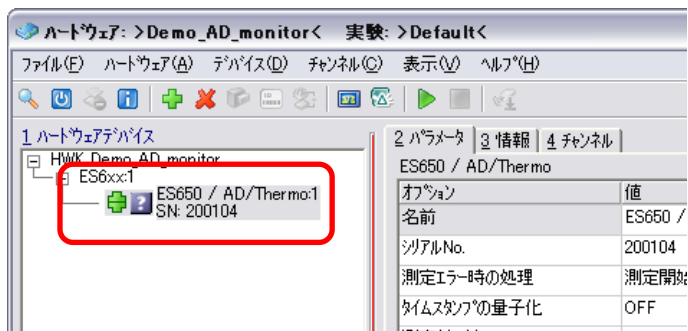 ハードウェア: >Demo_AD_monitor<　実験: >Default<
ファイル(F) ハードウェア(A) デバイス(D) チャンネル(C) 表示(V) ヘルプ(H)
1 ハードウェアデバイス
HWK Demo_AD_monitor
ES6xx:1
ES650 / AD/Thermo:1
SN: 200104
2 パラメータ 3 情報 4 チャンネル
ES650 / AD/Thermo
オプション 値
名前 ES650 /
シリアルNo. 200104
測定エラー時の処理 測定開始
タイムスタンプの量子化 OFF